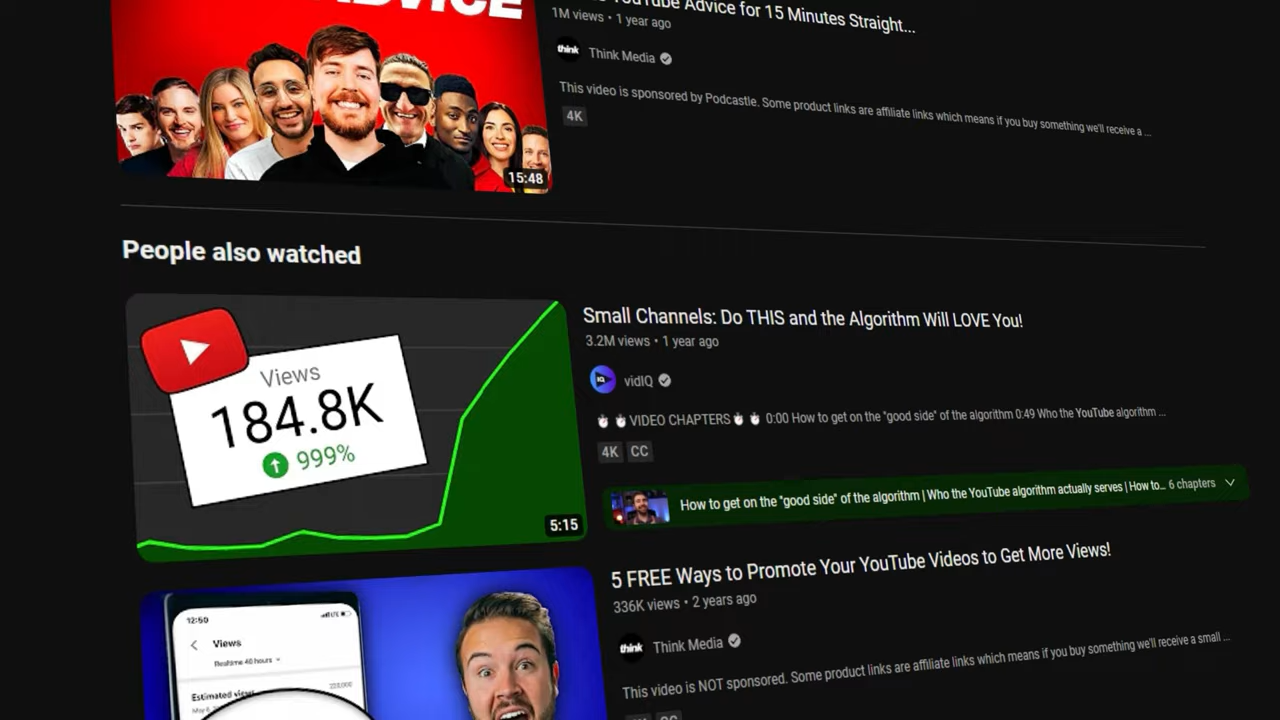 ADVICE
YouTube Advice for 15 Minutes Straight...
1M views • 1 year ago
think Think Media
This video is sponsored by Podcastle. Some product links are affiliate links which means if you buy something we'll receive a ...
4K
15:48
People also watched
Small Channels: Do THIS and the Algorithm Will LOVE You!
3.2M views • 1 year ago
Views
184.8K
999%
5:15
IQ vidIQ
VIDEO CHAPTERS 0:00 How to get on the "good side" of the algorithm 0:49 Who the YouTube algorithm ...
4K CC
How to get on the "good side" of the algorithm | Who the YouTube algorithm actually serves | How to... 6 chapters
5 FREE Ways to Promote Your YouTube Videos to Get More Views!
336K views • 2 years ago
think Think Media
This video is NOT sponsored. Some product links are affiliate links which means if you buy something we'll receive a small ...
12:50
LTE
Views
Realtime 48 hours
Estimated views